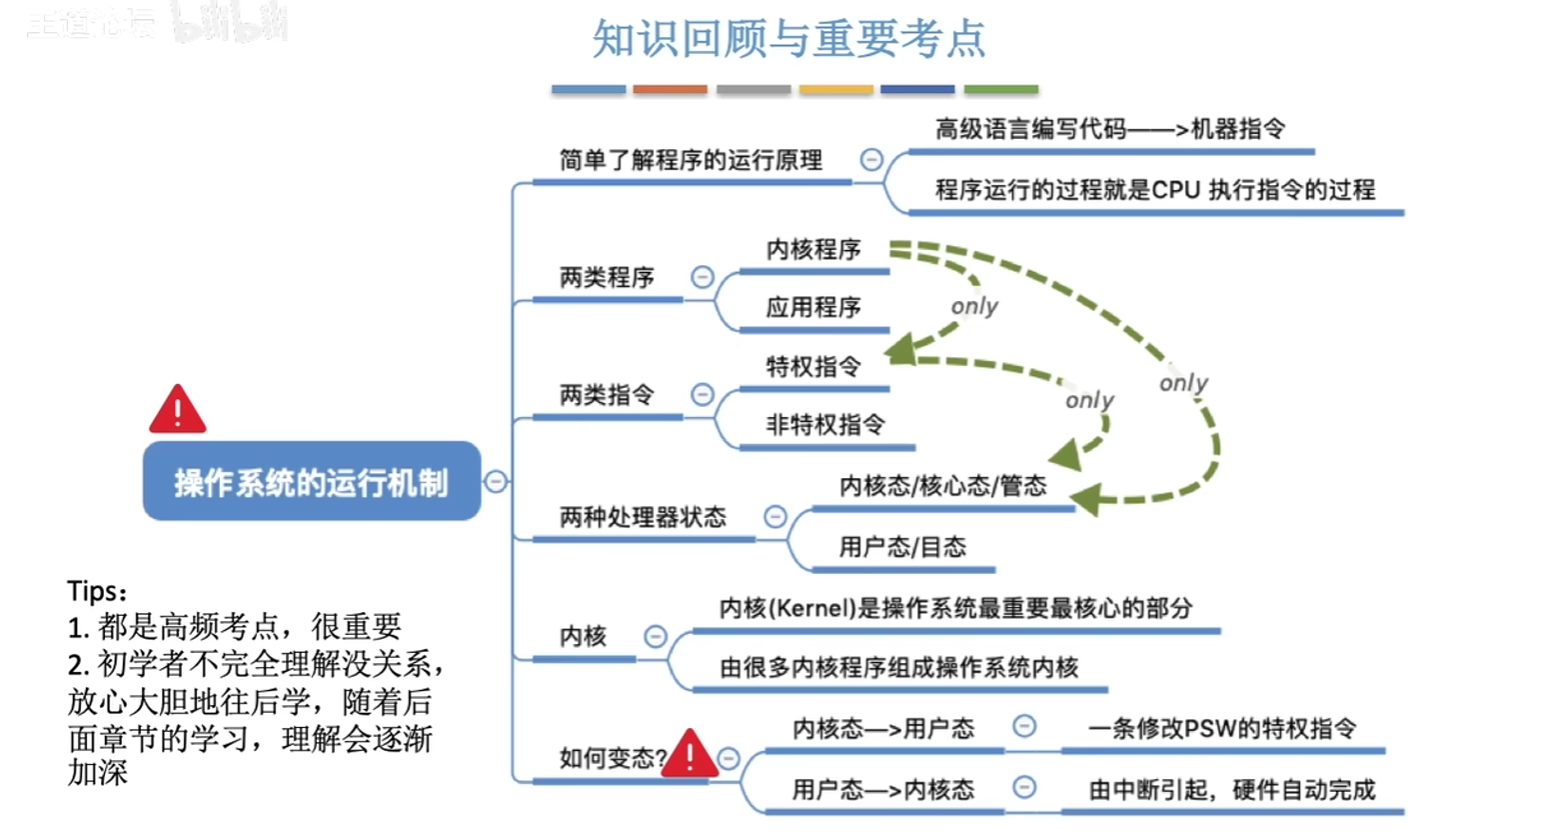 王道论坛 bilibili
知识回顾与重要考点
高级语言编写代码——>机器指令
简单了解程序的运行原理
程序运行的过程就是CPU 执行指令的过程
内核程序
两类程序
应用程序
only
特权指令
两类指令
only
only
非特权指令
操作系统的运行机制
内核态/核心态/管态
两种处理器状态
用户态/目态
内核(Kernel)是操作系统最重要最核心的部分
内核
由很多内核程序组成操作系统内核
内核态—>用户态
一条修改PSW的特权指令
如何变态?
用户态—>内核态
由中断引起，硬件自动完成
Tips：
1. 都是高频考点，很重要
2. 初学者不完全理解没关系，
放心大胆地往后学，随着后
面章节的学习，理解会逐渐
加深